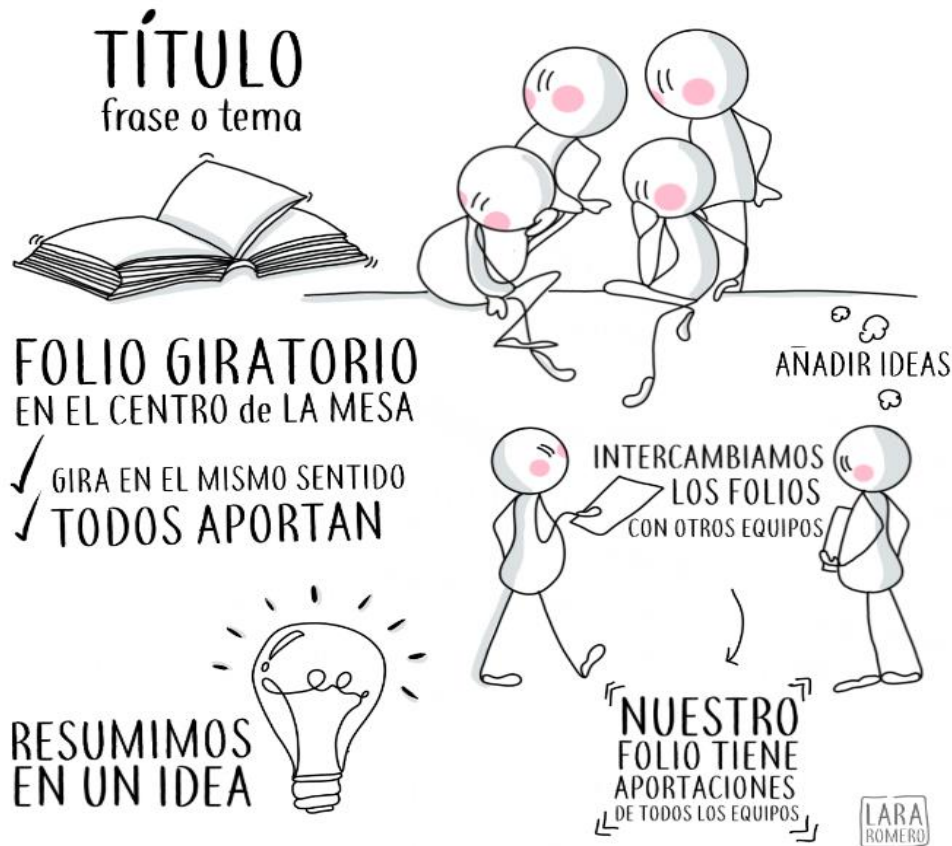 TÍTULO
frase o tema
FOLIO GIRATORIO
EN EL CENTRO de LA MESA
GIRA EN EL MISMO SENTIDO
TODOS APORTAN
AÑADIR IDEAS
INTERCAMBIAMOS
LOS FOLIOS
CON OTROS EQUIPOS
RESUMIMOS
EN UN IDEA
NUESTRO
FOLIO TIENE
APORTACIONES
DE TODOS LOS EQUIPOS
LARA
ROMERO